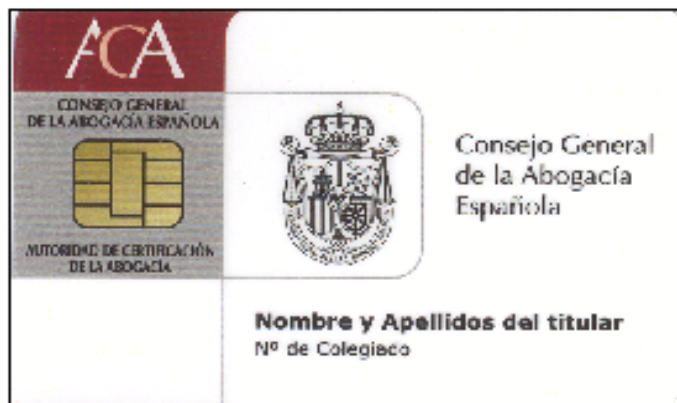 ACA
CONSEJO GENERAL
DE LA ABOGACÍA ESPAÑOLA
AUTORIDAD DE CERTIFICACIÓN
DE LA ABOGACÍA
Consejo General
de la Abogacía
Española
Nombre y Apellidos del titular
Nº de Colegiado